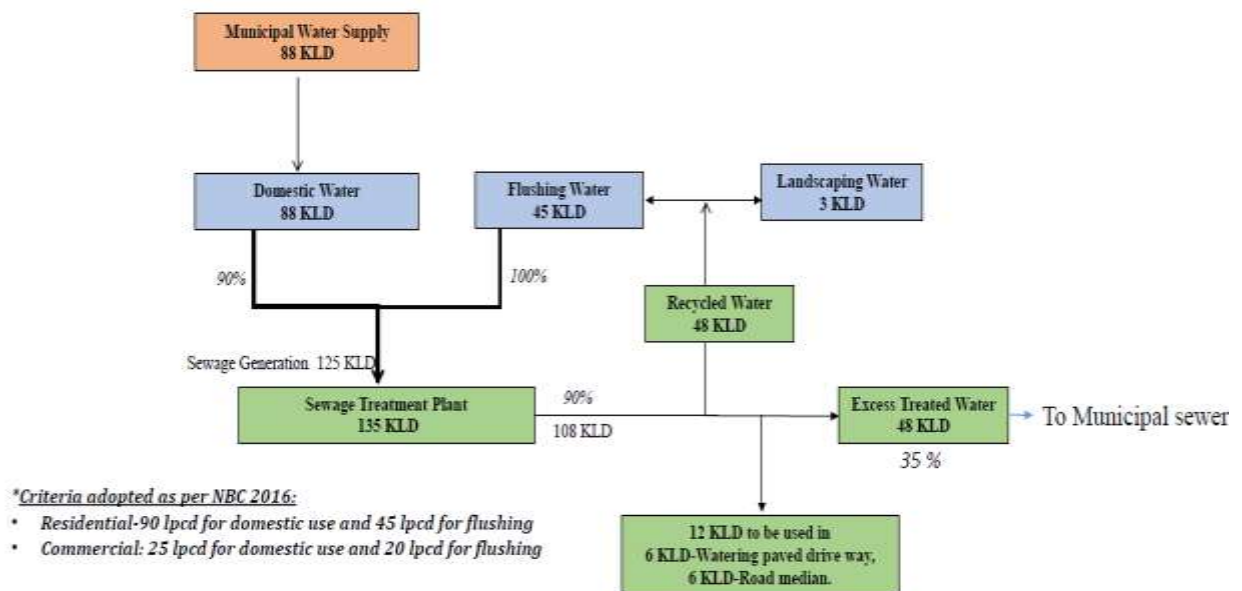 Municipal Water Supply
88 KLD
Domestic Water
88 KLD
Flushing Water
45 KLD
Landscaping Water
3 KLD
90%
100%
Recycled Water
48 KLD
Sewage Generation 125 KLD
Sewage Treatment Plant
135 KLD
90%
108 KLD
Excess Treated Water
48 KLD
To Municipal sewer
35 %
*Criteria adopted as per NBC 2016:
• Residential-90 lpcd for domestic use and 45 lpcd for flushing
• Commercial: 25 lpcd for domestic use and 20 lpcd for flushing
12 KLD to be used in
6 KLD-Watering paved drive way,
6 KLD-Road median.